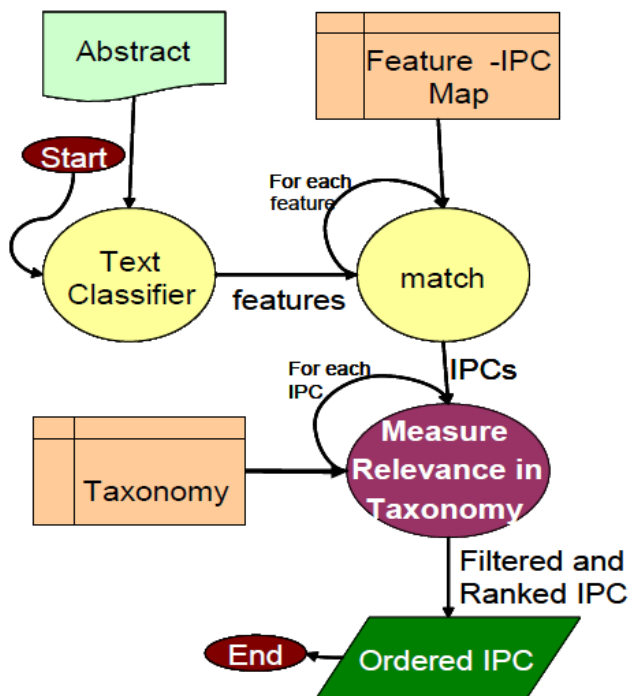 Abstract
Feature -IPC
Map
Start
For each
feature
Text
Classifier
features
match
For each
IPC
IPCs
Measure
Relevance in
Taxonomy
Taxonomy
Filtered and
Ranked IPC
End
Ordered IPC